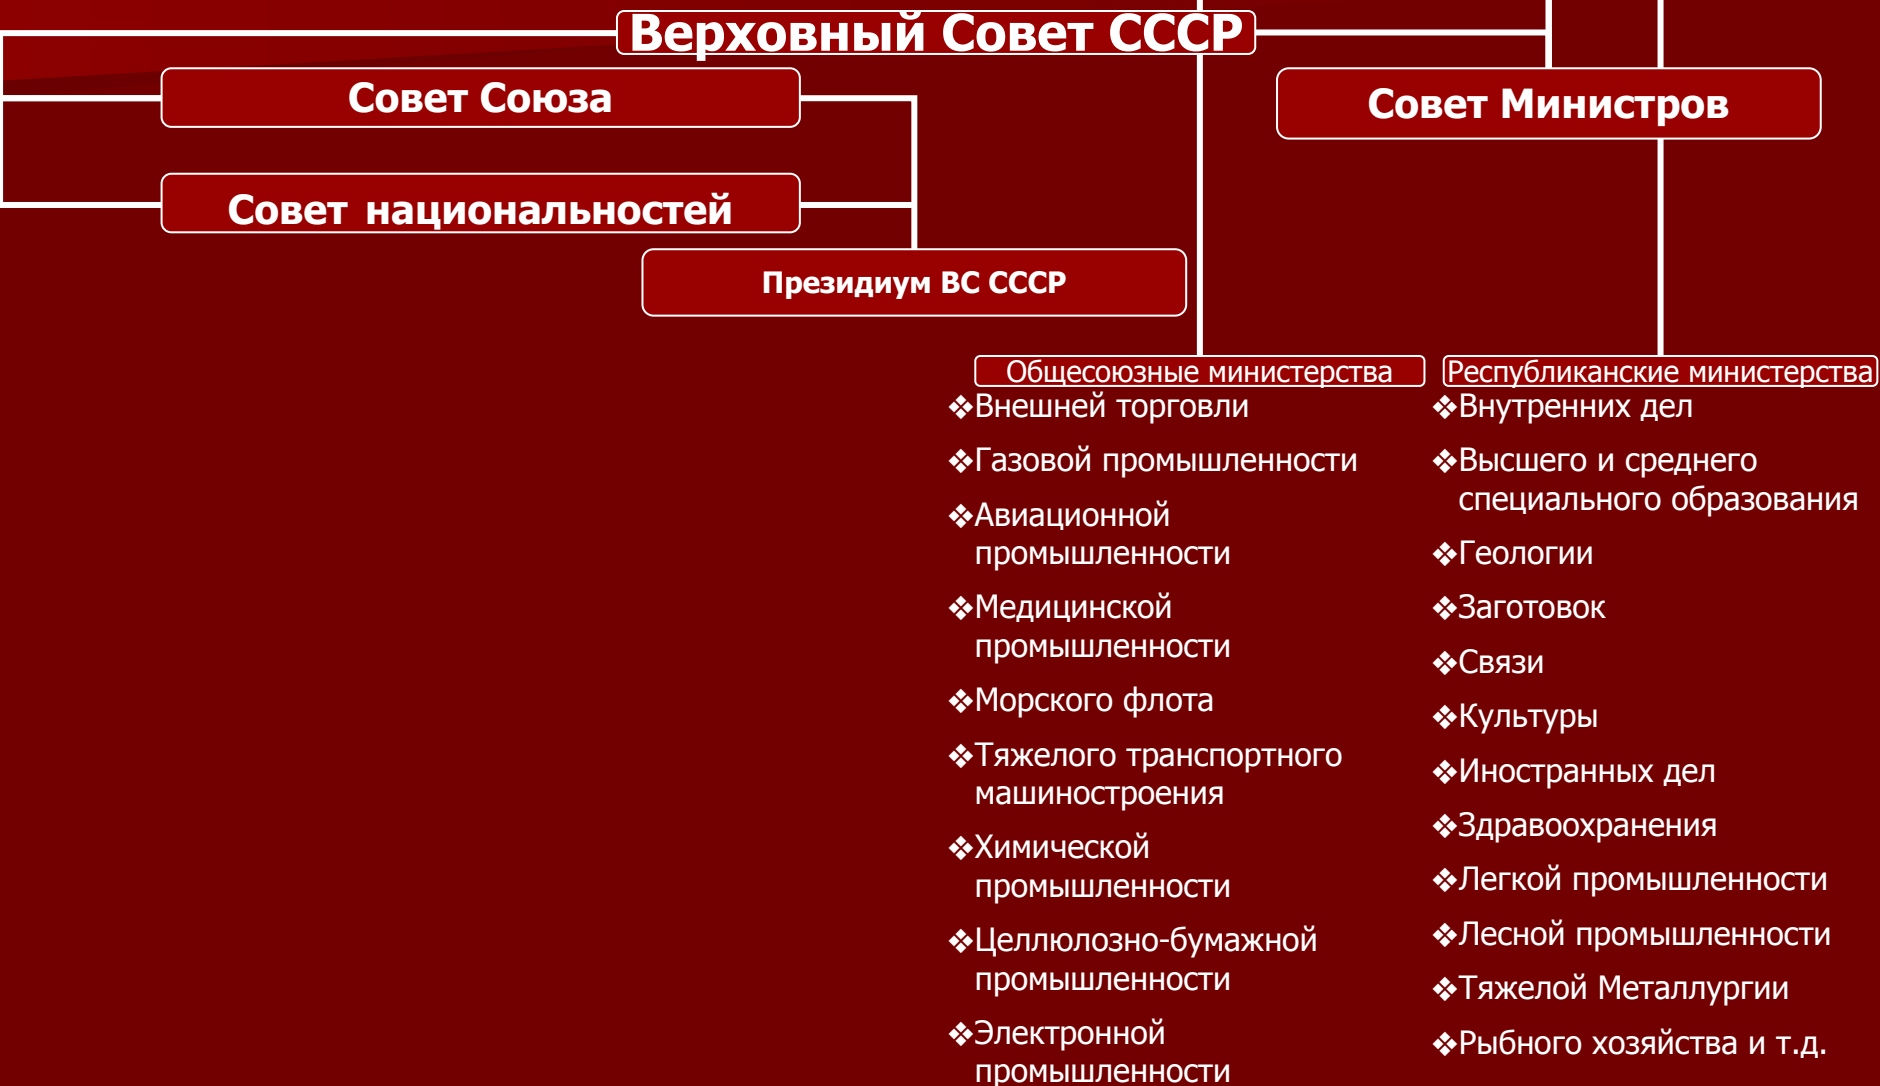 Верховный Совет СССР
Совет Союза
Совет Министров
Совет национальностей
Президиум ВС СССР
Общесоюзные министерства
❖Внешней торговли
❖Газовой промышленности
❖Авиационной
промышленности
❖Медицинской
промышленности
❖Морского флота
❖Тяжелого транспортного
машиностроения
❖Химической
промышленности
❖Целлюлозно-бумажной
промышленности
❖Электронной
промышленности
Республиканские министерства
❖Внутренних дел
❖Высшего и среднего
специального образования
❖Геологии
❖Заготовок
❖Связи
❖Культуры
❖Иностранных дел
❖Здравоохранения
❖Легкой промышленности
❖Лесной промышленности
❖Тяжелой Металлургии
❖Рыбного хозяйства и т.д.